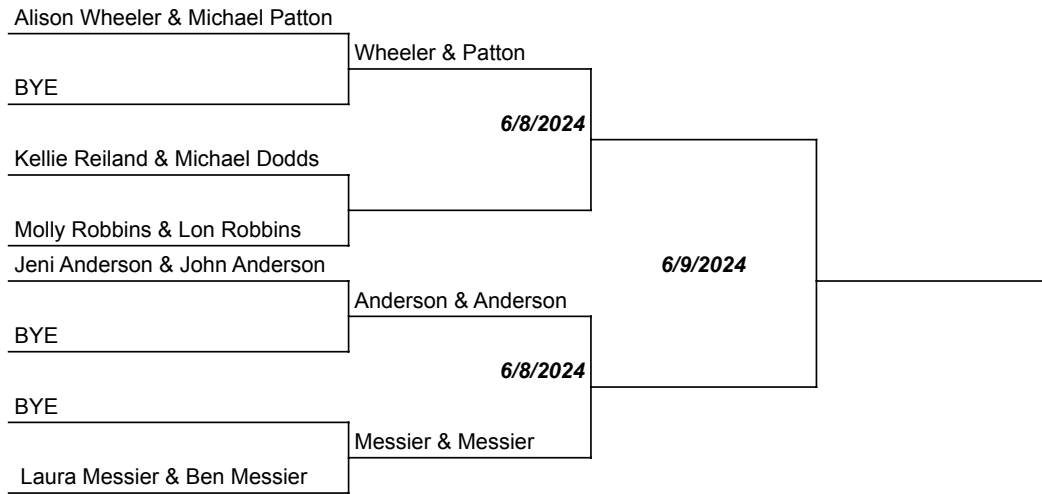 Alison Wheeler & Michael Patton
Wheeler & Patton
BYE
6/8/2024
Kellie Reiland & Michael Dodds
Molly Robbins & Lon Robbins
Jeni Anderson & John Anderson
6/9/2024
Anderson & Anderson
BYE
6/8/2024
BYE
Messier & Messier
Laura Messier & Ben Messier